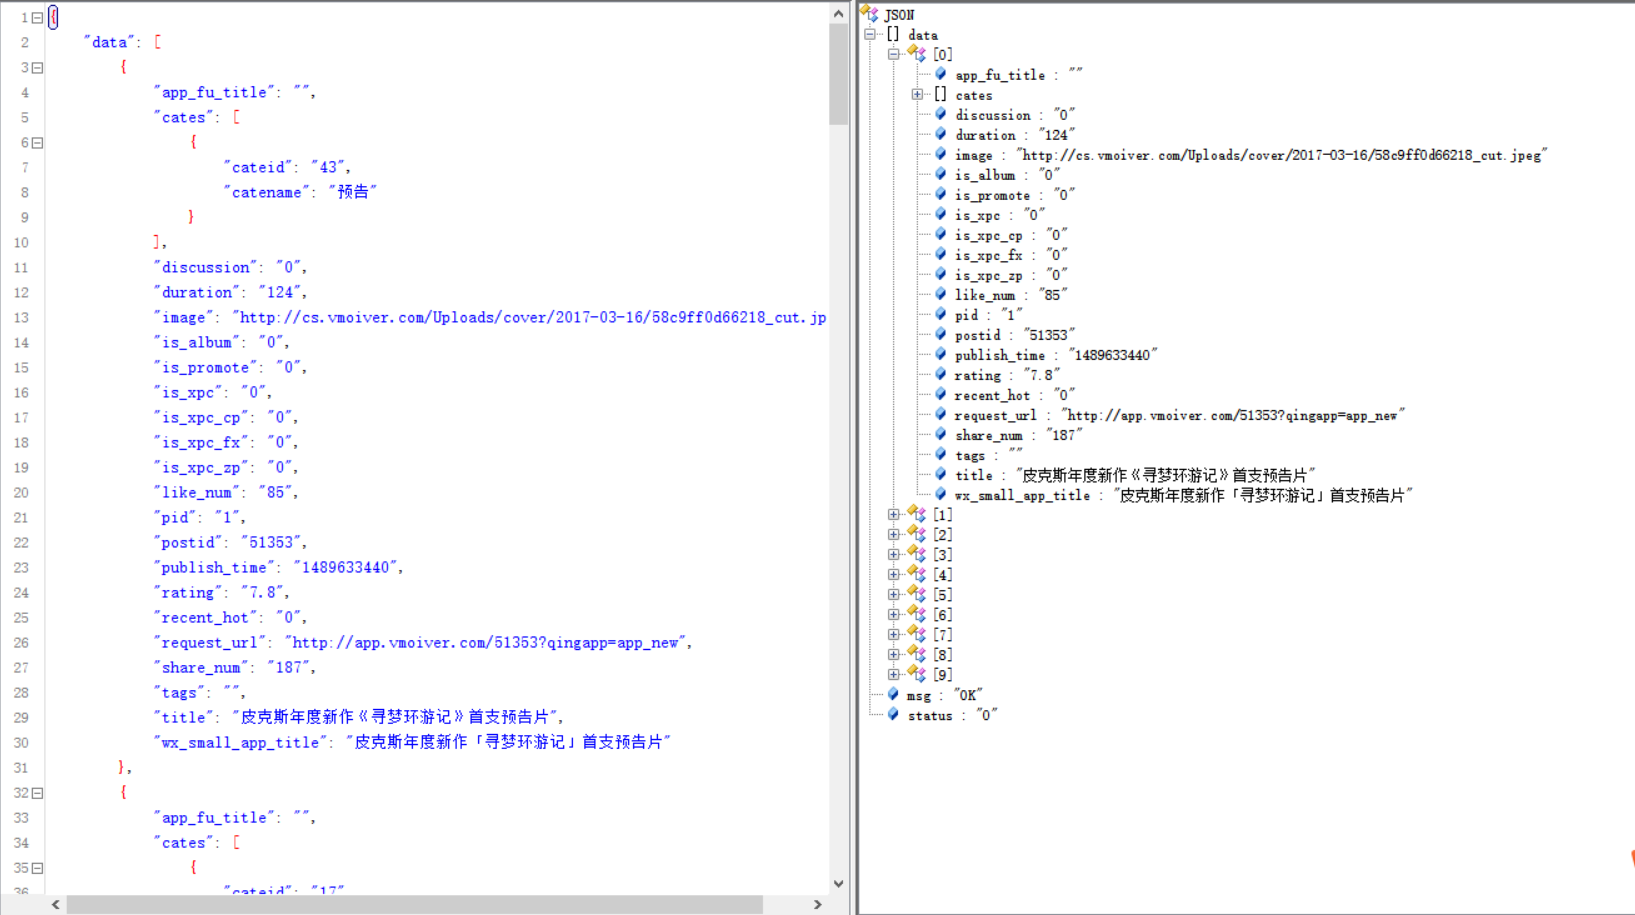 1 {
2 "data": [
3 {
4 "app_fu_title": "",
5 "cates": [
6 {
7 "cateid": "43",
8 "catename": "预告"
9 }
10 ],
11 "discussion": "0",
12 "duration": "124",
13 "image": "http://cs.vmoiver.com/Uploads/cover/2017-03-16/58c9ff0d66218_cut.jp
14 "is_album": "0",
15 "is_promote": "0",
16 "is_xpc": "0",
17 "is_xpc_cp": "0",
18 "is_xpc_fx": "0",
19 "is_xpc_zp": "0",
20 "like_num": "85",
21 "pid": "1",
22 "postid": "51353",
23 "publish_time": "1489633440",
24 "rating": "7.8",
25 "recent_hot": "0",
26 "request_url": "http://app.vmoiver.com/51353?qingapp=app_new",
27 "share_num": "187",
28 "tags": "",
29 "title": "皮克斯年度新作《寻梦环游记》首支预告片",
30 "wx_small_app_title": "皮克斯年度新作「寻梦环游记」首支预告片"
31 },
32 {
33 "app_fu_title": "",
34 "cates": [
35 {
36 "cateid": "17"
JSON
[] data
[0]
app_fu_title : ""
[] cates
discussion : "0"
duration : "124"
image : "http://cs.vmoiver.com/Uploads/cover/2017-03-16/58c9ff0d66218_cut.jpeg"
is_album : "0"
is_promote : "0"
is_xpc : "0"
is_xpc_cp : "0"
is_xpc_fx : "0"
is_xpc_zp : "0"
like_num : "85"
pid : "1"
postid : "51353"
publish_time : "1489633440"
rating : "7.8"
recent_hot : "0"
request_url : "http://app.vmoiver.com/51353?qingapp=app_new"
share_num : "187"
tags : ""
title : "皮克斯年度新作《寻梦环游记》首支预告片"
wx_small_app_title : "皮克斯年度新作「寻梦环游记」首支预告片"
[1]
[2]
[3]
[4]
[5]
[6]
[7]
[8]
[9]
msg : "OK"
status : "0"